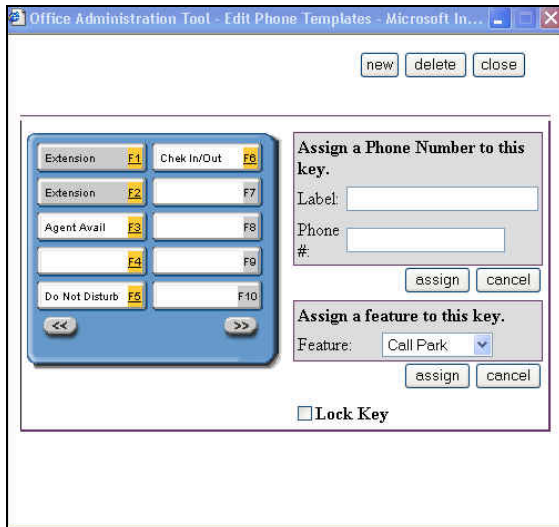 Office Administration Tool - Edit Phone Templates - Microsoft In...
new delete close
Extension F1
Chek In/Out F6
Extension F2
F7
Agent Avail F3
F8
F4
F9
Do Not Disturb F5
F10
<< >>
Assign a Phone Number to this
key.
Label:
Phone
#:
assign cancel
Assign a feature to this key.
Feature: Call Park
assign cancel
Lock Key